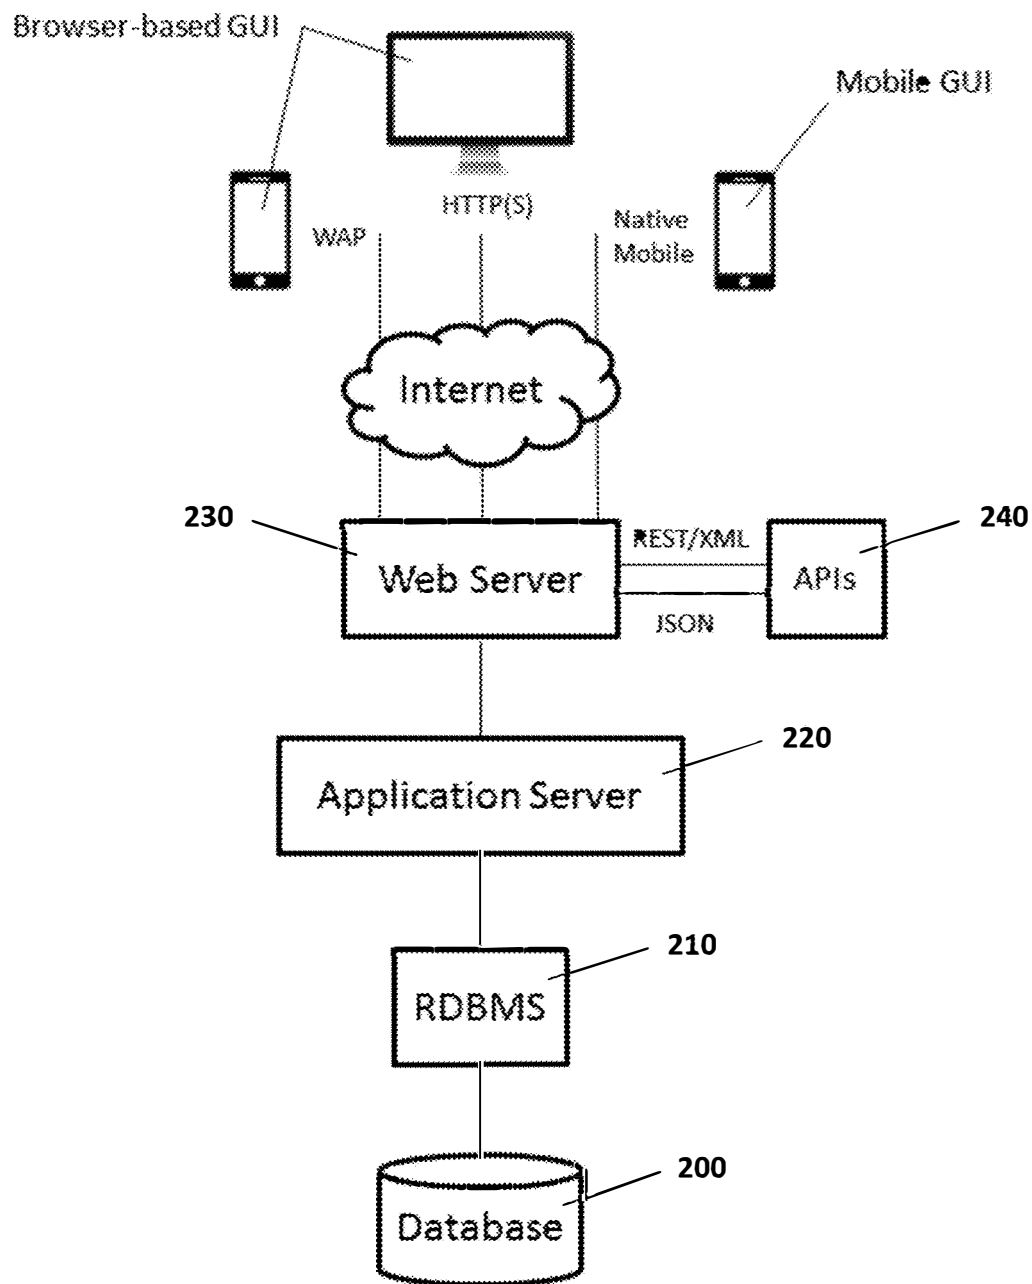 Browser-based GUI
Mobile GUI
HTTP(S)
WAP
Native
Mobile
Internet
230
240
REST/XML
Web Server
APIs
JSON
220
Application Server
210
RDBMS
200
Database